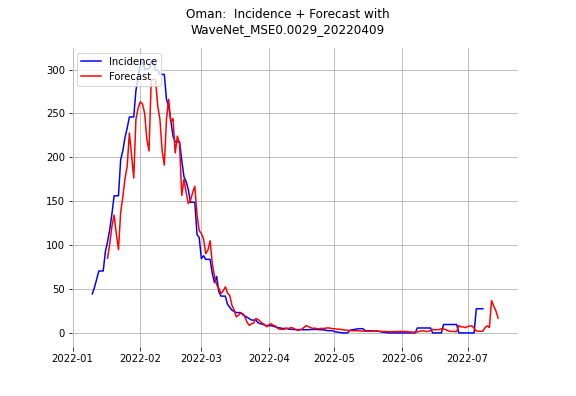 Oman:  Incidence + Forecast with
WaveNet_MSE0.0029_20220409
Incidence
Forecast
300
250
200
150
100
50
0
2022-01 2022-02 2022-03 2022-04 2022-05 2022-06 2022-07